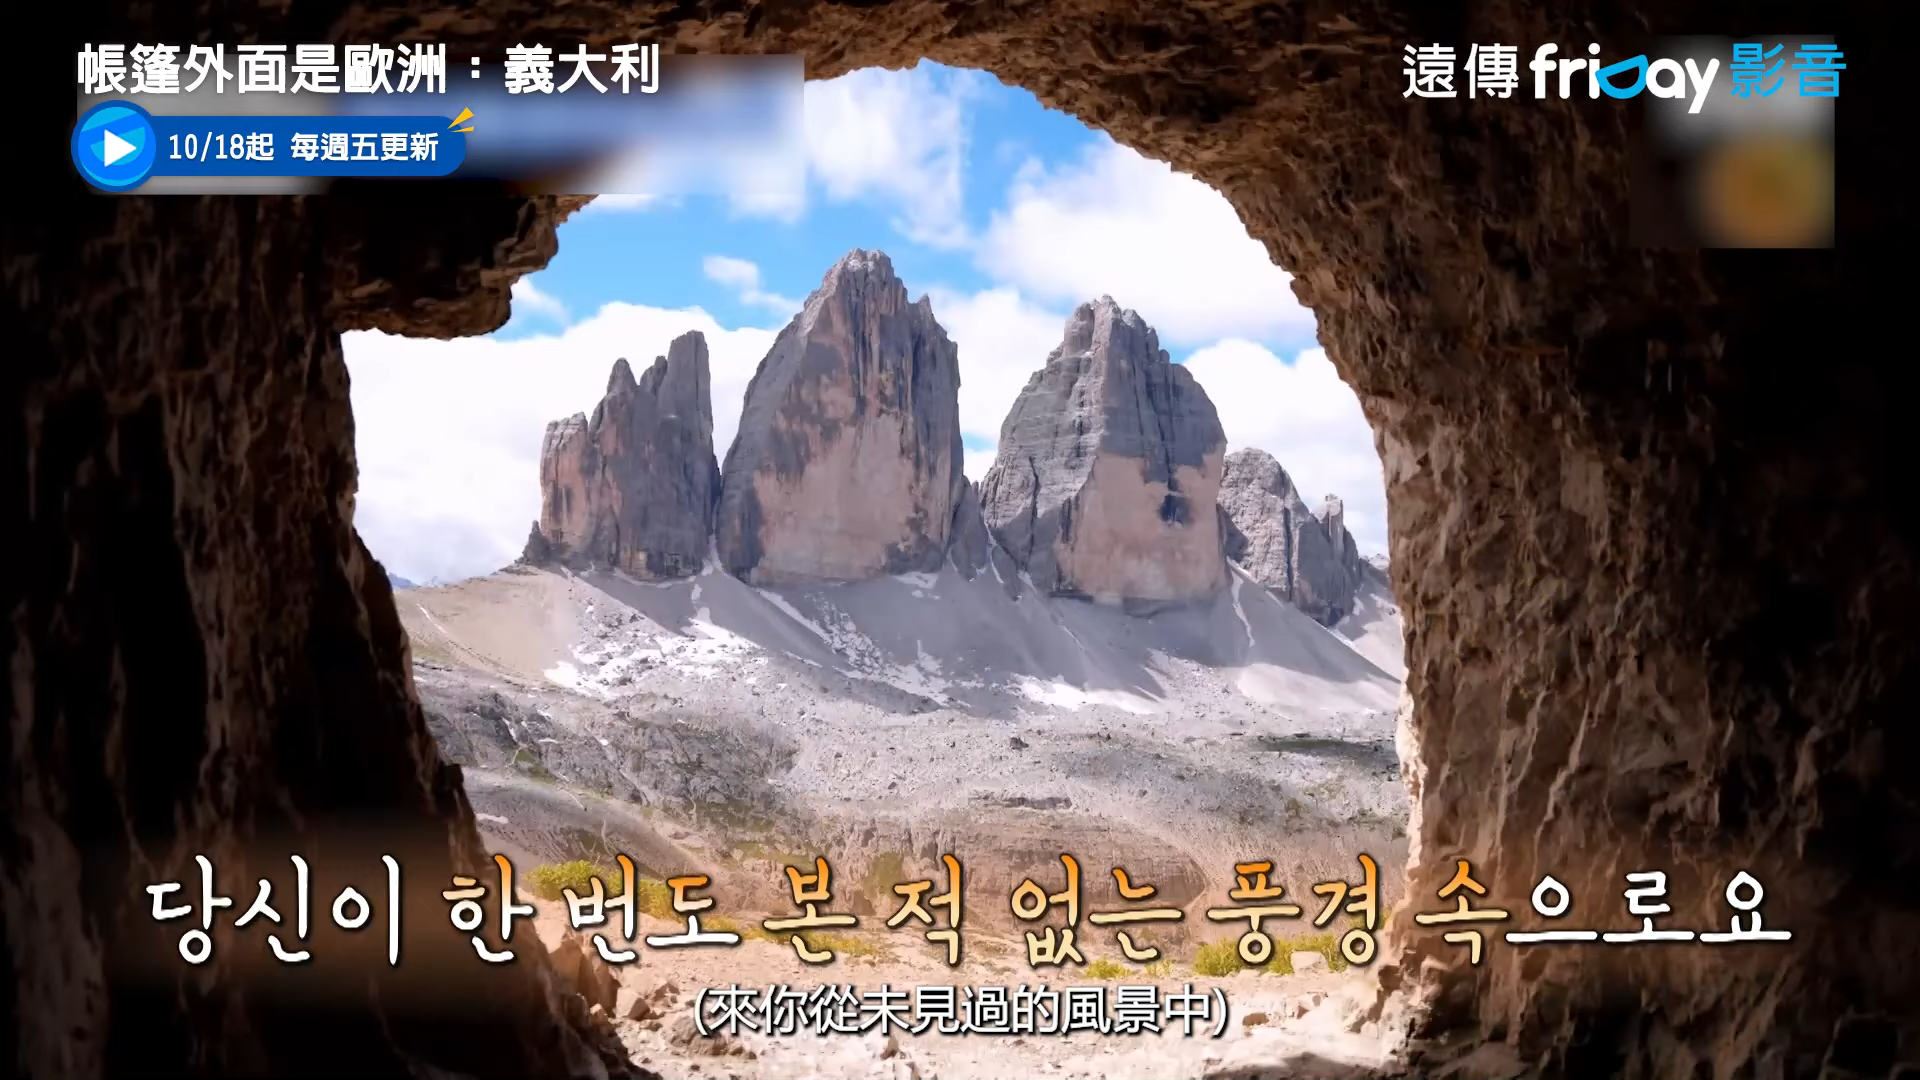 帳篷外面是歐洲：義大利
遠傳friDay影音
10/18起 每週五更新
당신이 한 번도 본 적 없는 풍경 속으로요
(來你從未見過的風景中)